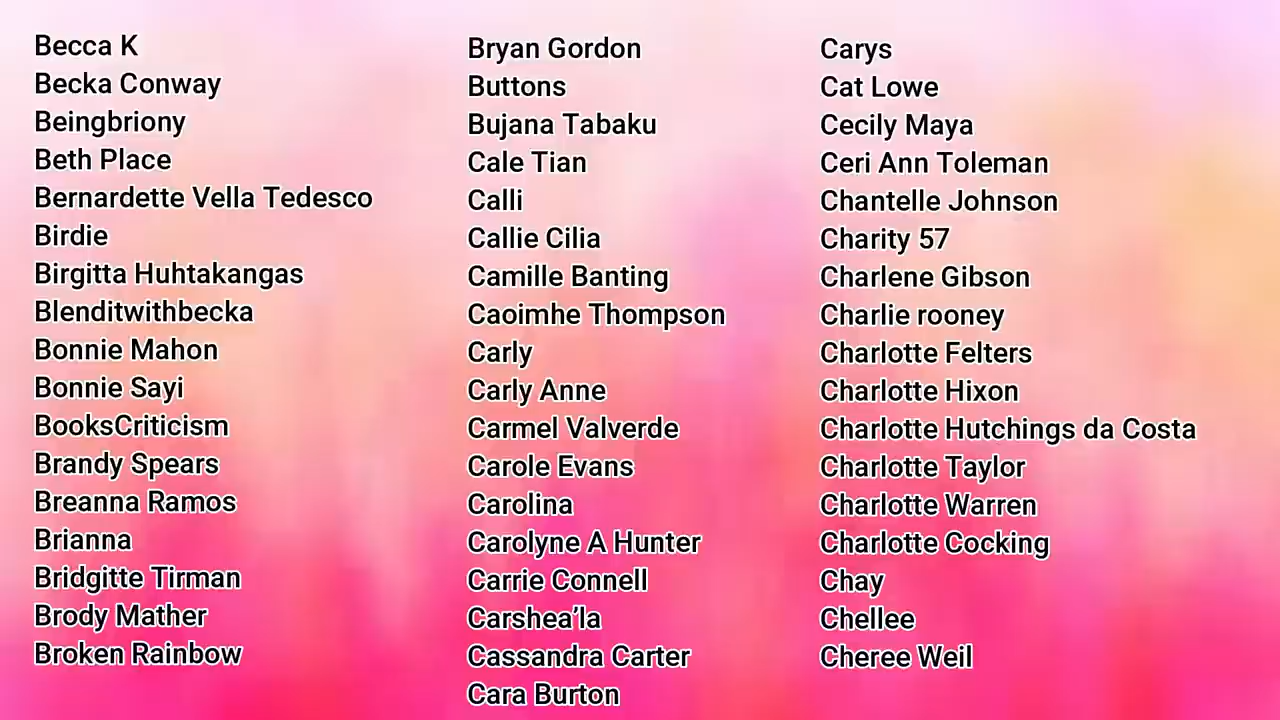 Becca K
Becka Conway
Beingbriony
Beth Place
Bernardette Vella Tedesco
Birdie
Birgitta Huhtakangas
Blenditwithbecka
Bonnie Mahon
Bonnie Sayi
BooksCriticism
Brandy Spears
Breanna Ramos
Brianna
Bridgitte Tirman
Brody Mather
Broken Rainbow
Bryan Gordon
Buttons
Bujana Tabaku
Cale Tian
Calli
Callie Cilia
Camille Banting
Caoimhe Thompson
Carly
Carly Anne
Carmel Valverde
Carole Evans
Carolina
Carolyne A Hunter
Carrie Connell
Carshea’la
Cassandra Carter
Cara Burton
Carys
Cat Lowe
Cecily Maya
Ceri Ann Toleman
Chantelle Johnson
Charity 57
Charlene Gibson
Charlie rooney
Charlotte Felters
Charlotte Hixon
Charlotte Hutchings da Costa
Charlotte Taylor
Charlotte Warren
Charlotte Cocking
Chay
Chellee
Cheree Weil